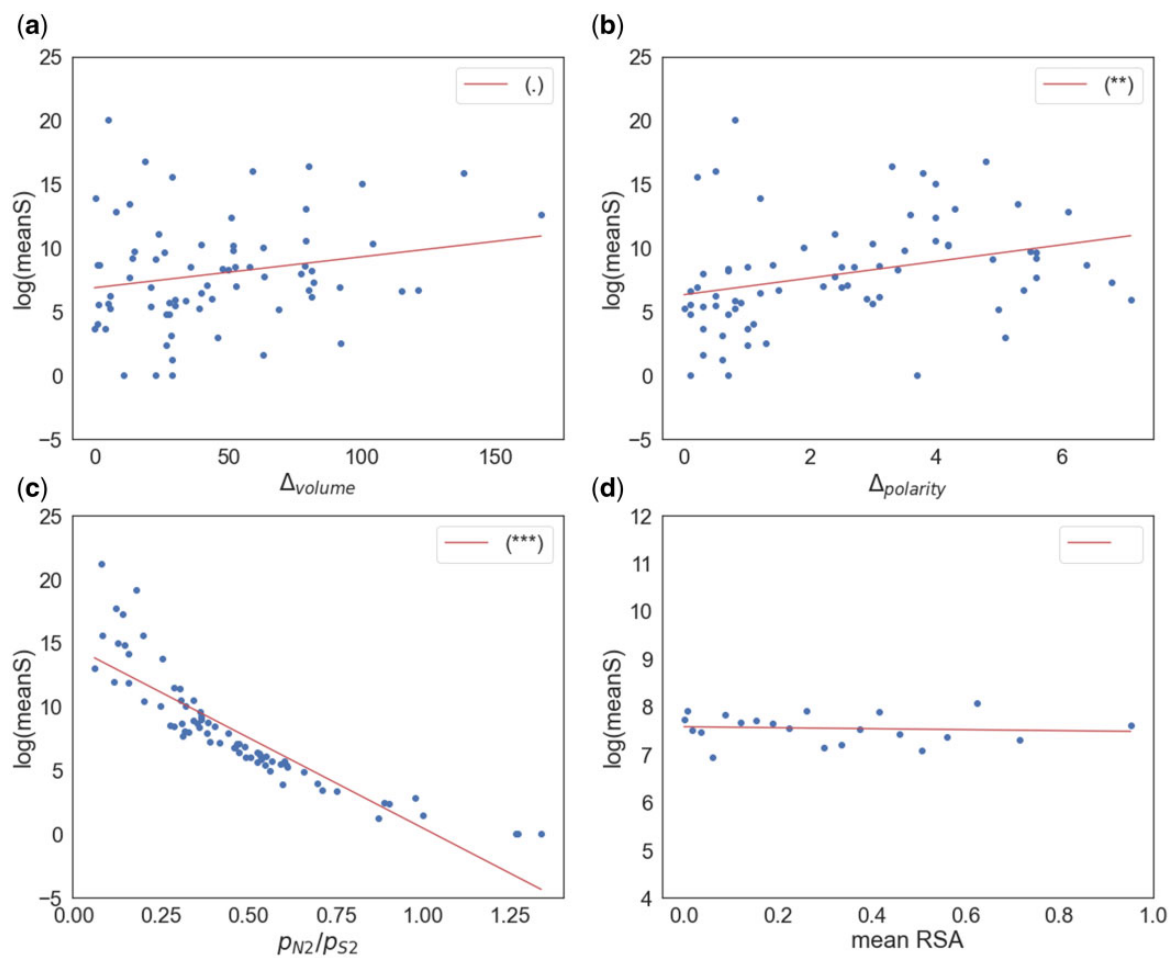 (a)
25
20
15
10
5
0
−5
log(meanS)
(.)
0 50 100 150
Δvolume
(b)
25
20
15
10
5
0
−5
log(meanS)
(**)
0 2 4 6
Δpolarity
(c)
25
20
15
10
5
0
−5
log(meanS)
(***)
0.00 0.25 0.50 0.75 1.00 1.25
pN2/pS2
(d)
12
11
10
9
8
7
6
5
4
log(meanS)
0.0 0.2 0.4 0.6 0.8 1.0
mean RSA